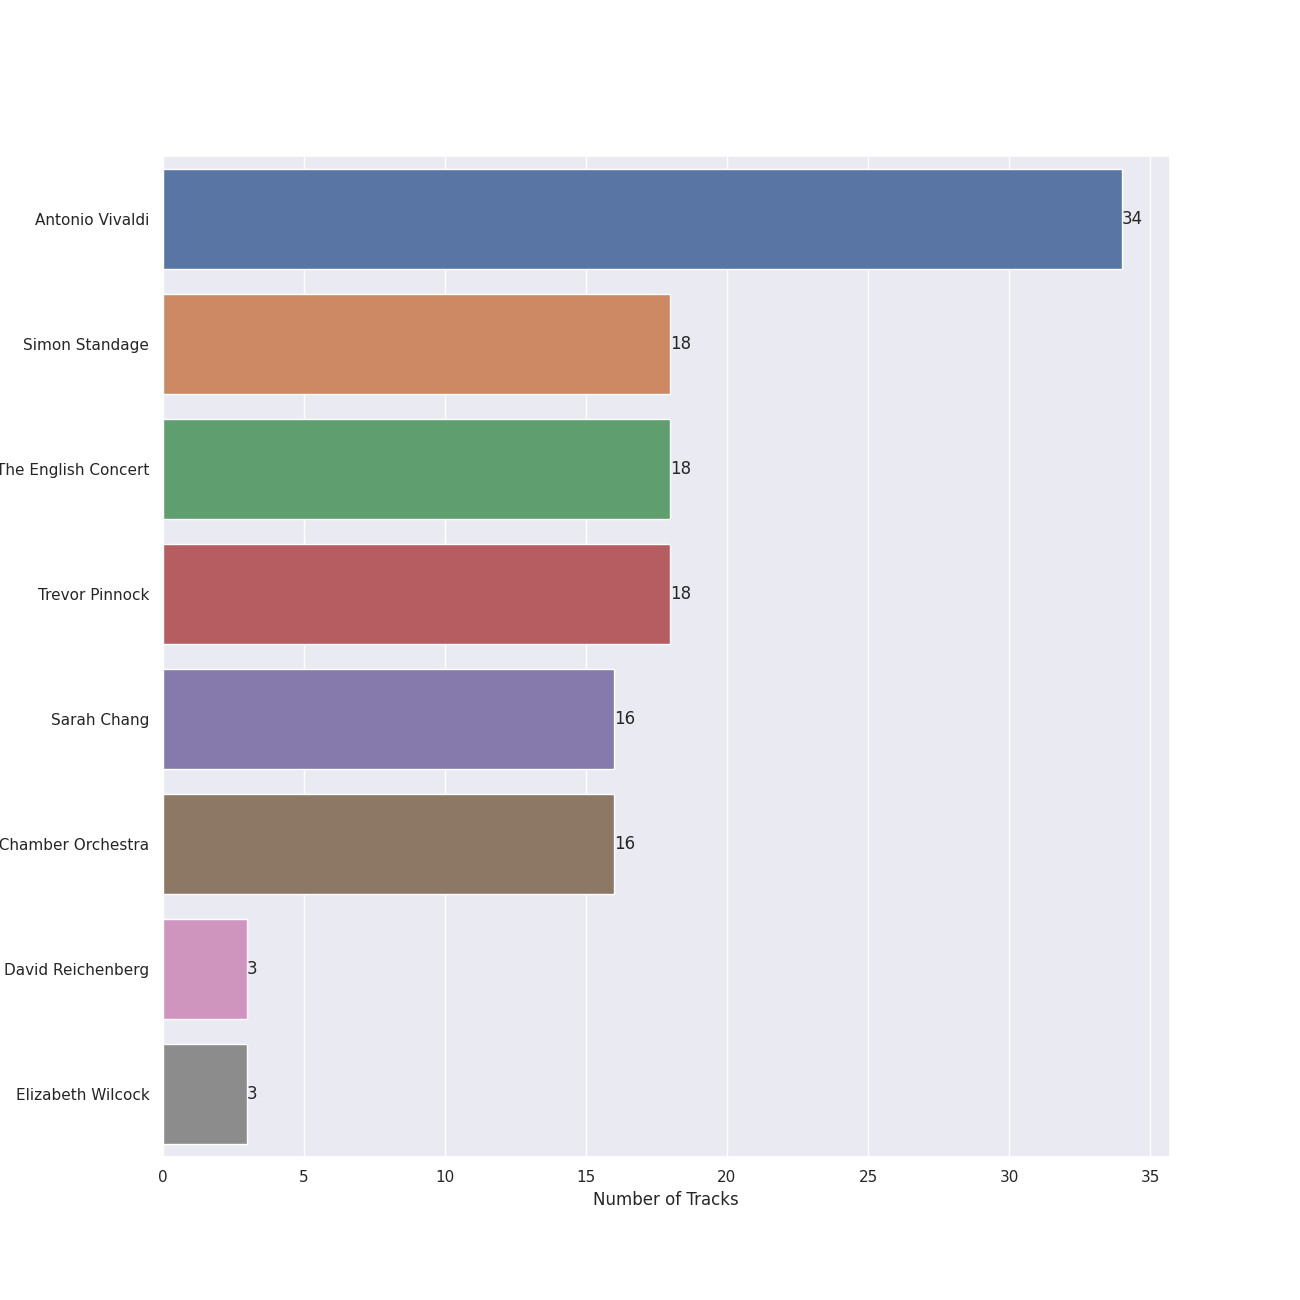 Antonio Vivaldi
34
Simon Standage
18
The English Concert
18
Trevor Pinnock
18
Sarah Chang
16
Chamber Orchestra
16
David Reichenberg
3
Elizabeth Wilcock
3
0 5 10 15 20 25 30 35
Number of Tracks